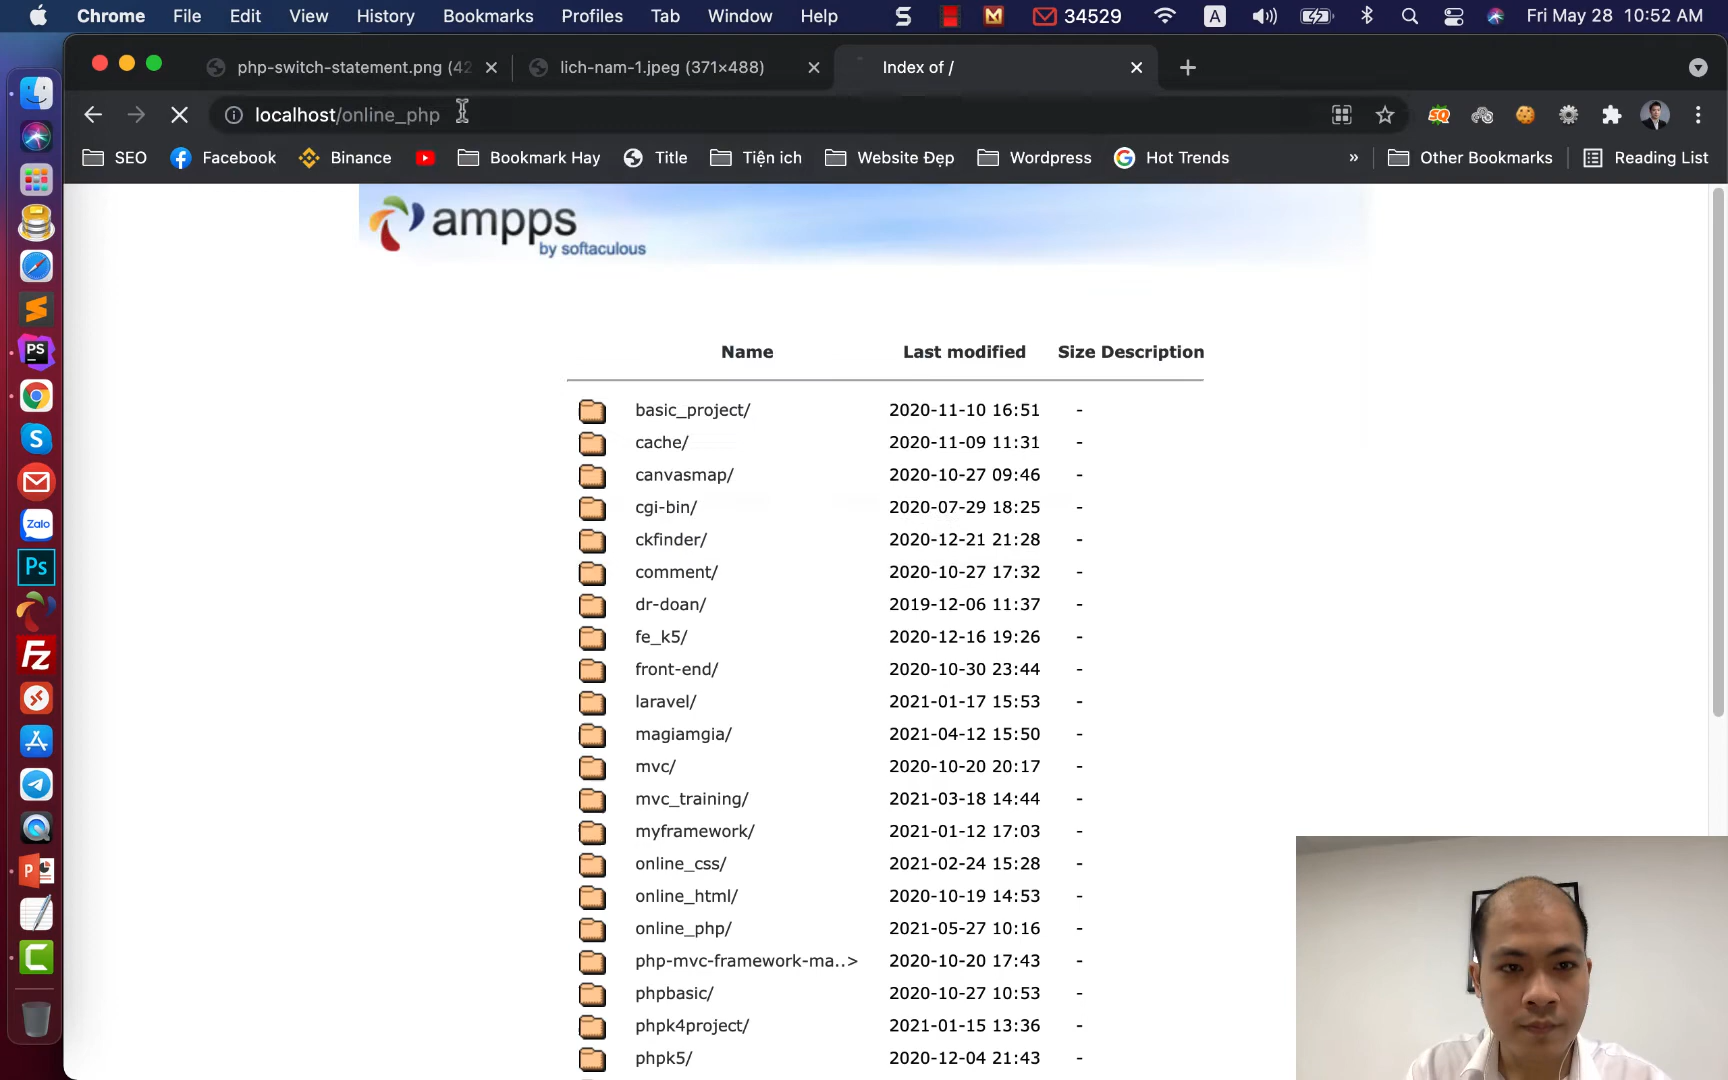 Chrome File Edit View History Bookmarks Profiles Tab Window Help 34529 A Fri May 28 10:52 AM
php-switch-statement.png (42 lich-nam-1.jpeg (371×488) Index of /
localhost/online_php
SEO Facebook Binance Bookmark Hay Title Tiện ích Website Đẹp Wordpress Hot Trends » Other Bookmarks Reading List
ampps
by softaculous
Name Last modified Size Description
basic_project/ 2020-11-10 16:51 -
cache/ 2020-11-09 11:31 -
canvasmap/ 2020-10-27 09:46 -
cgi-bin/ 2020-07-29 18:25 -
ckfinder/ 2020-12-21 21:28 -
comment/ 2020-10-27 17:32 -
dr-doan/ 2019-12-06 11:37 -
fe_k5/ 2020-12-16 19:26 -
front-end/ 2020-10-30 23:44 -
laravel/ 2021-01-17 15:53 -
magiamgia/ 2021-04-12 15:50 -
mvc/ 2020-10-20 20:17 -
mvc_training/ 2021-03-18 14:44 -
myframework/ 2021-01-12 17:03 -
online_css/ 2021-02-24 15:28 -
online_html/ 2020-10-19 14:53 -
online_php/ 2021-05-27 10:16 -
php-mvc-framework-ma..> 2020-10-20 17:43 -
phpbasic/ 2020-10-27 10:53 -
phpk4project/ 2021-01-15 13:36 -
phpk5/ 2020-12-04 21:43 -
PS
S
Zalo
Ps
Fz
P
C